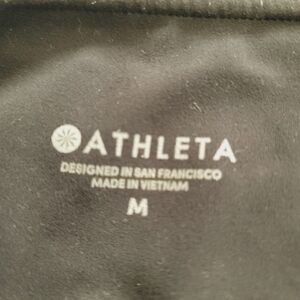 ATHLETA
DESIGNED IN SAN FRANCISCO
MADE IN VIETNAM
M